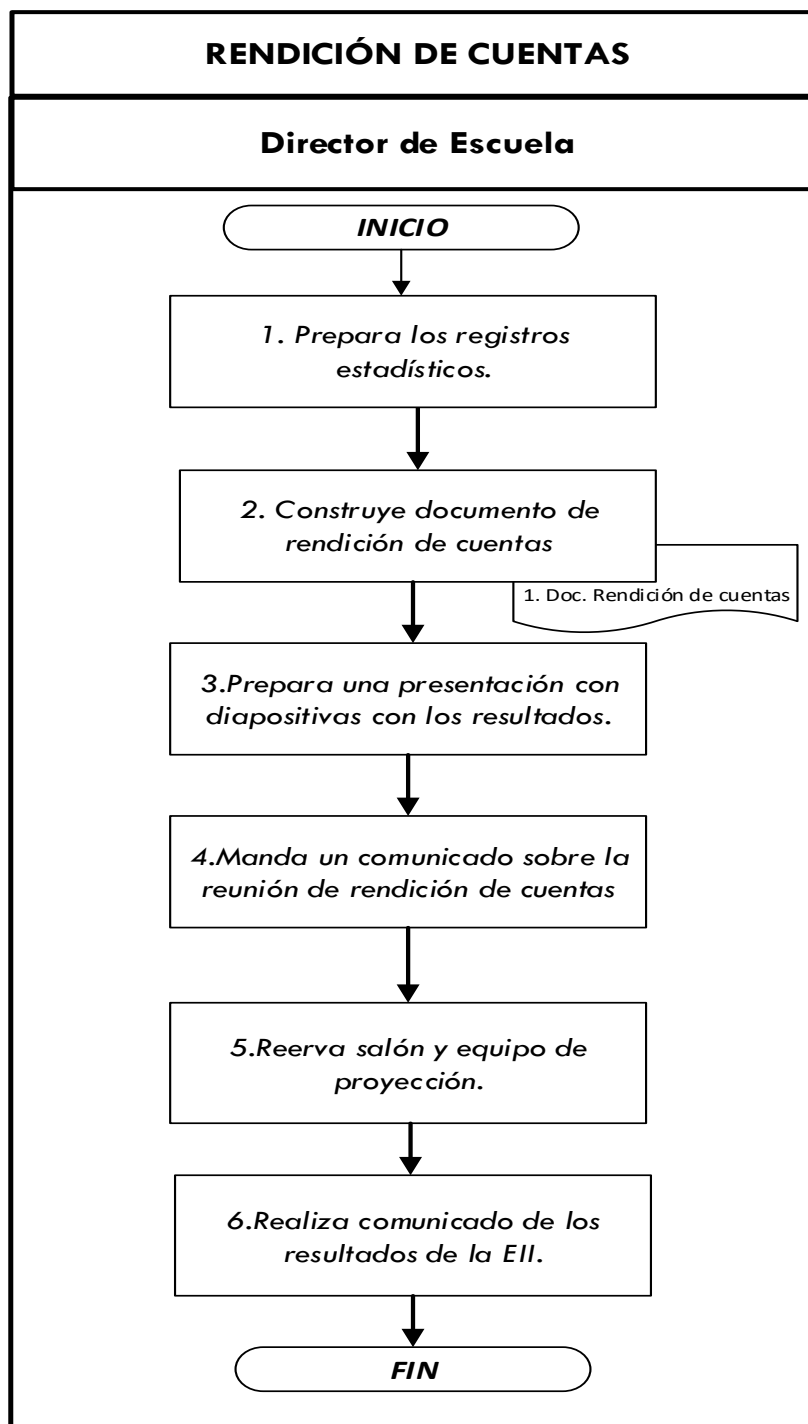 RENDICIÓN DE CUENTAS
Director de Escuela
INICIO
1. Prepara los registros
estadísticos.
2. Construye documento de
rendición de cuentas
1. Doc. Rendición de cuentas
3.Prepara una presentación con
diapositivas con los resultados.
4.Manda un comunicado sobre la
reunión de rendición de cuentas
5.Reerva salón y equipo de
proyección.
6.Realiza comunicado de los
resultados de la EII.
FIN